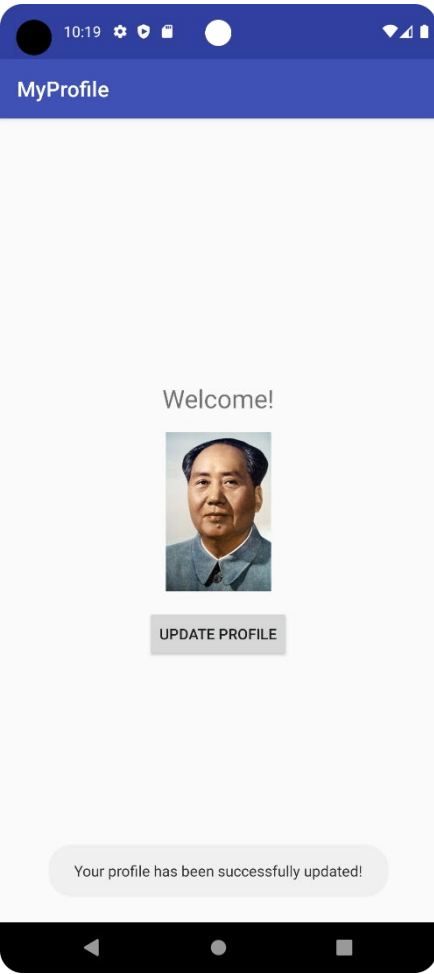 10:19
MyProfile
Welcome!
UPDATE PROFILE
Your profile has been successfully updated!